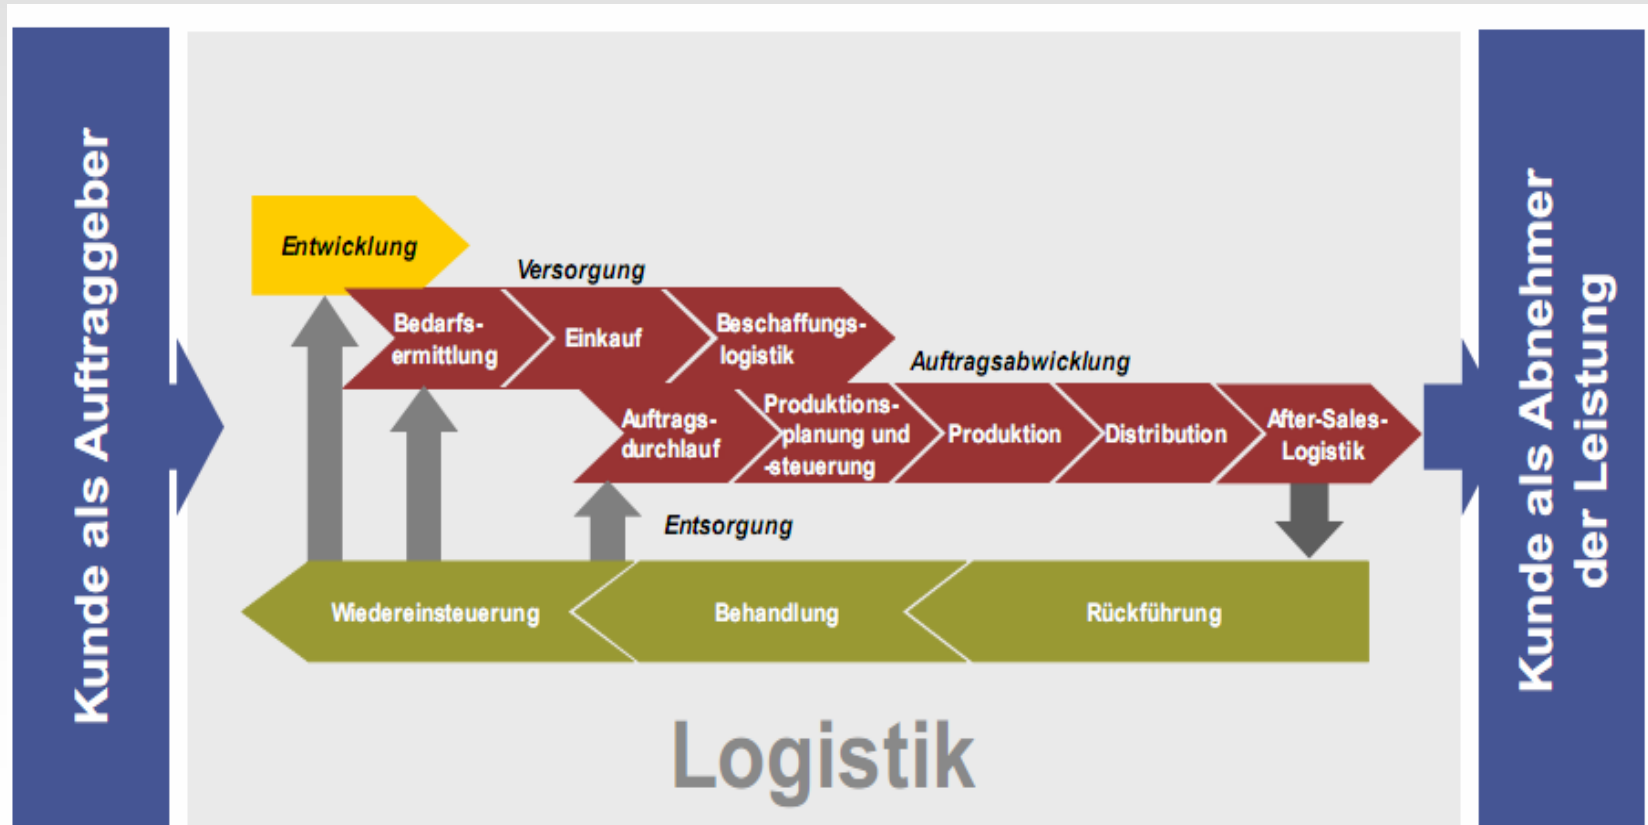 Kunde als Auftraggeber
Entwicklung
Versorgung
Bedarfs-
ermittlung
Einkauf
Beschaffungs-
logistik
Auftragsabwicklung
Auftrags-
durchlauf
Produktions-
planung und
-steuerung
Produktion
Distribution
After-Sales-
Logistik
Entsorgung
Wiedereinsteuerung
Behandlung
Rückführung
Logistik
Kunde als Abnehmer
der Leistung